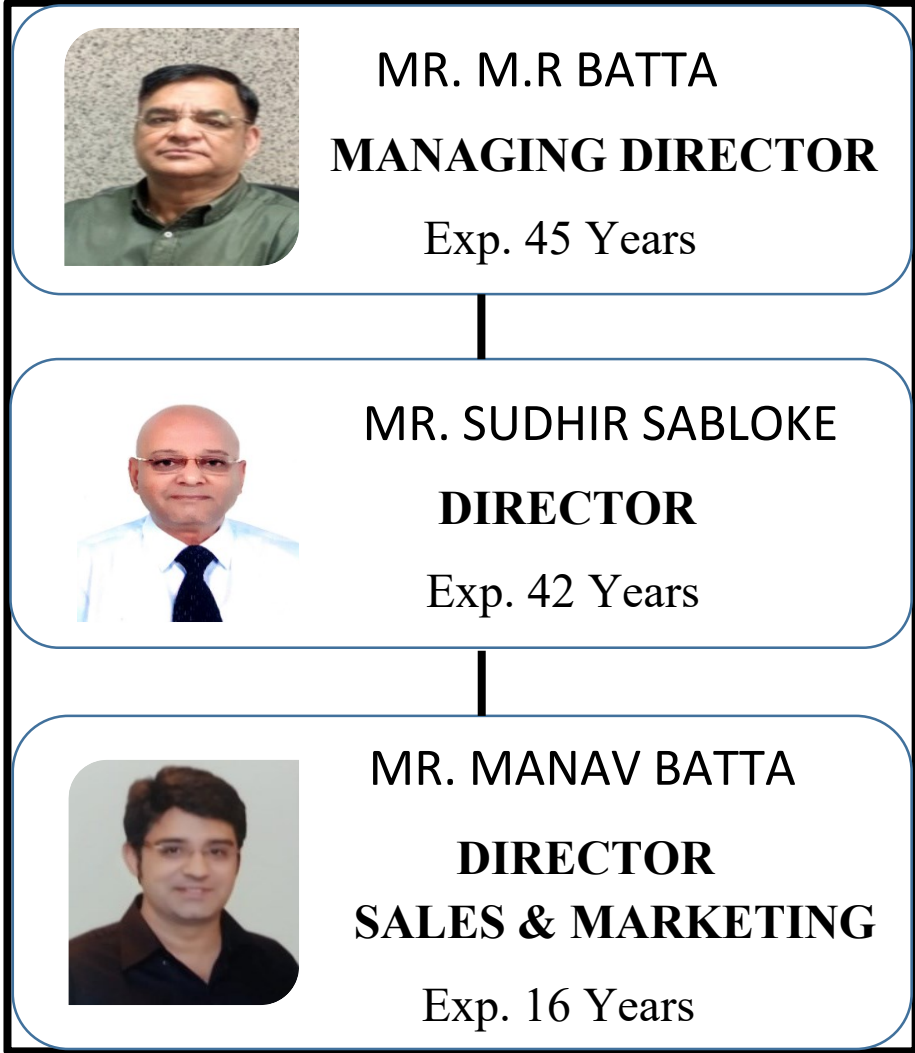 MR. M.R BATTA
MANAGING DIRECTOR
Exp. 45 Years
MR. SUDHIR SABLOKE
DIRECTOR
Exp. 42 Years
MR. MANAV BATTA
DIRECTOR
SALES & MARKETING
Exp. 16 Years